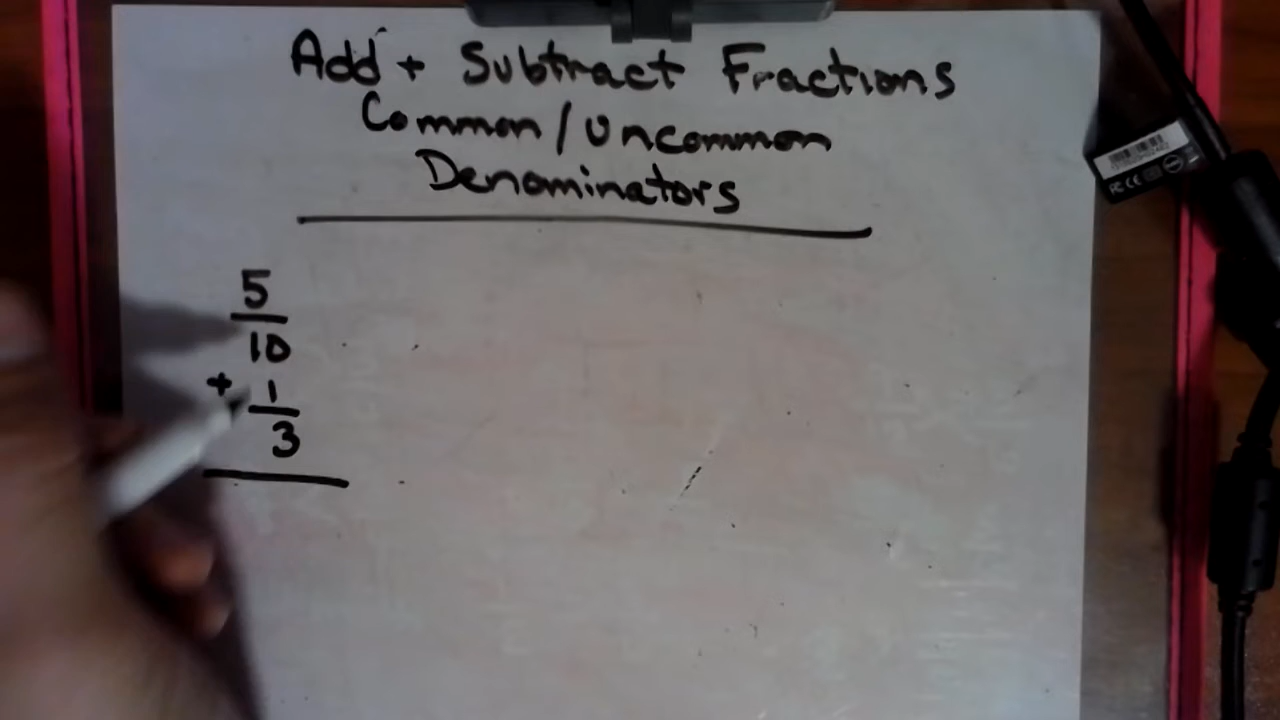 Add + Subtract Fractions
Common/Uncommon
Denominators
5
10
+ 1
3